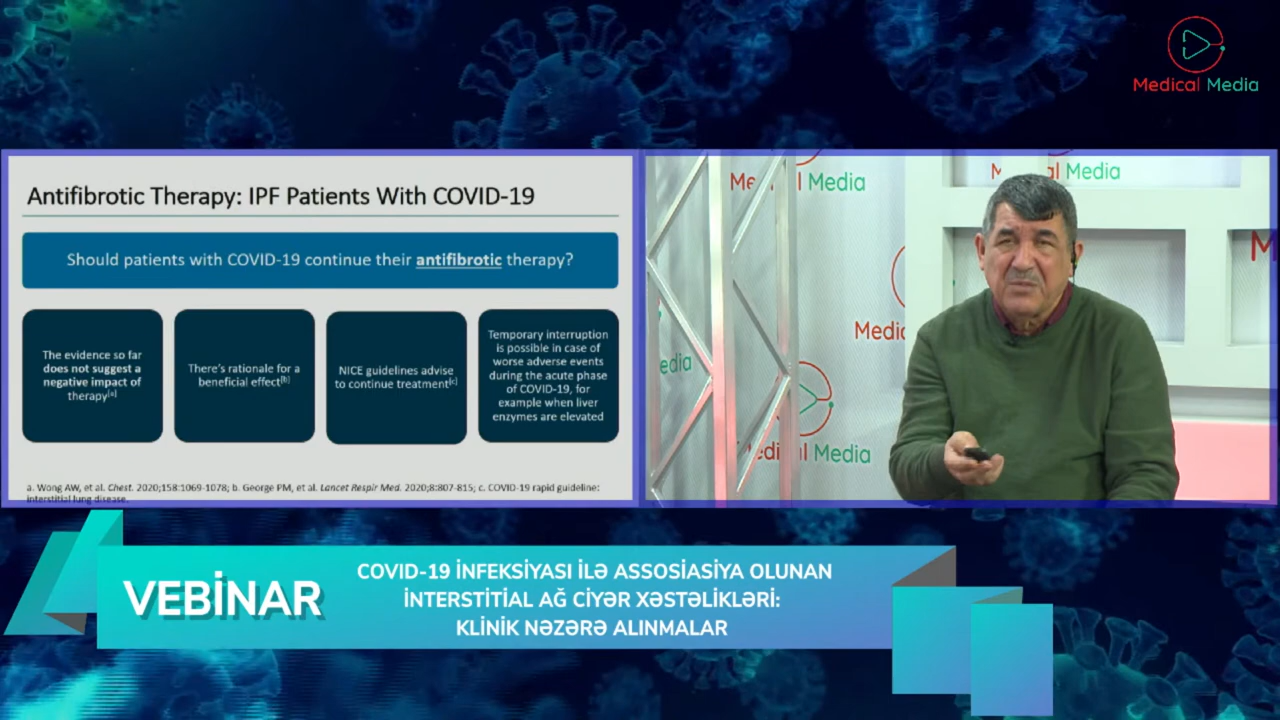 Medical Media
Antifibrotic Therapy: IPF Patients With COVID-19
Should patients with COVID-19 continue their antifibrotic therapy?
The evidence so far
does not suggest a
negative impact of
therapy[a]
There's rationale for a
beneficial effect[b]
NICE guidelines advise
to continue treatment[c]
Temporary interruption
is possible in case of
worse adverse events
during the acute phase
of COVID-19, for
example when liver
enzymes are elevated
a. Wong AW, et al. Chest. 2020;158:1069-1078; b. George PM, et al. Lancet Respir Med. 2020;8:807-815; c. COVID-19 rapid guideline:
interstitial lung disease.
Me al Media
M al Media
M
Medic
edia
edi l Media
VEBİNAR
COVID-19 İNFEKSİYASI İLƏ ASSOSİASİYA OLUNAN
İNTERSTİTİAL AĞ CİYƏR XƏSTƏLİKLƏRİ:
KLİNİK NƏZƏRƏ ALINMALAR